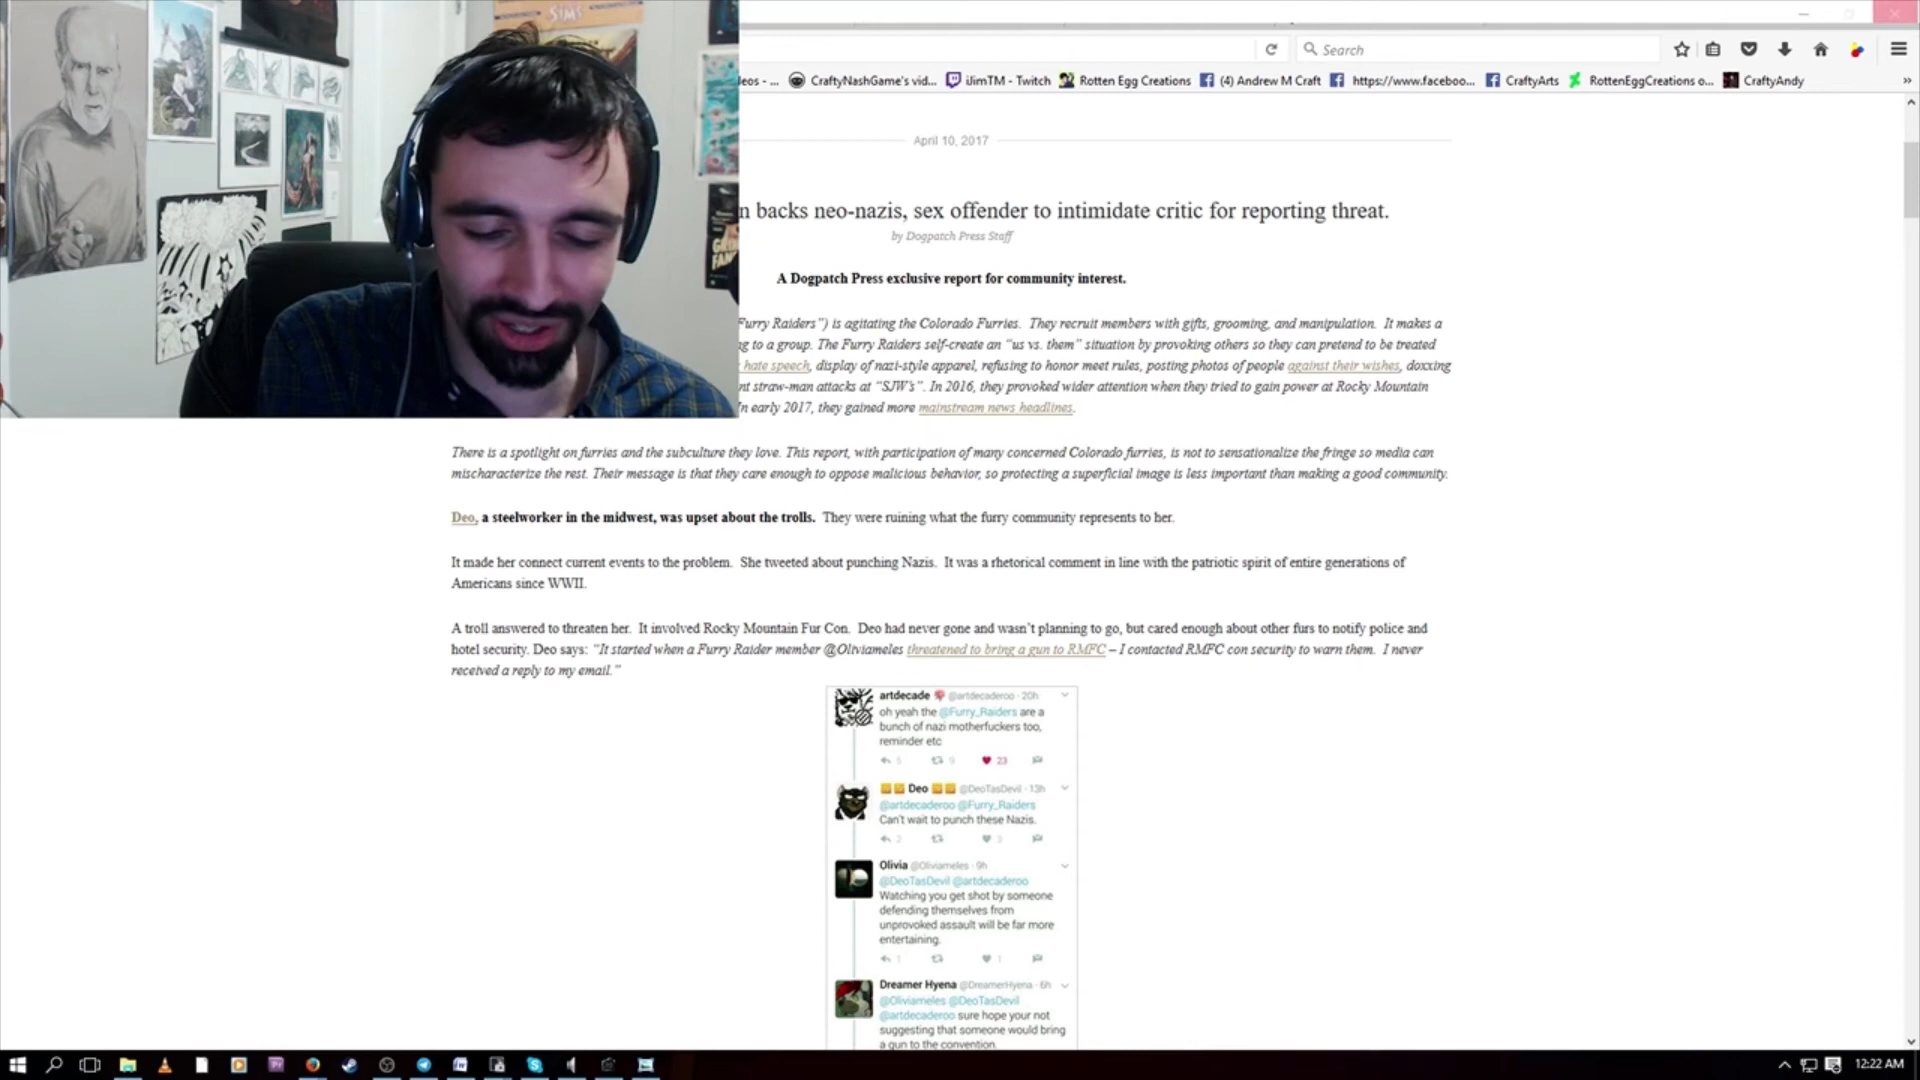 SIMS
Search
eos - ...
CraftyNashGame's vid...
iJimTM - Twitch
Rotten Egg Creations
(4) Andrew M Craft
https://www.faceboo...
CraftyArts
RottenEggCreations o...
CraftyAndy
April 10, 2017
n backs neo-nazis, sex offender to intimidate critic for reporting threat.
by Dogpatch Press Staff
A Dogpatch Press exclusive report for community interest.
Furry Raiders") is agitating the Colorado Furries. They recruit members with gifts, grooming, and manipulation. It makes a
g to a group. The Furry Raiders self-create an "us vs. them" situation by provoking others so they can pretend to be treated
hate speech, display of nazi-style apparel, refusing to honor meet rules, posting photos of people against their wishes, doxxing
nt straw-man attacks at "SJW's". In 2016, they provoked wider attention when they tried to gain power at Rocky Mountain
In early 2017, they gained more mainstream news headlines.
There is a spotlight on furries and the subculture they love. This report, with participation of many concerned Colorado furries, is not to sensationalize the fringe so media can
mischaracterize the rest. Their message is that they care enough to oppose malicious behavior, so protecting a superficial image is less important than making a good community.
Deo, a steelworker in the midwest, was upset about the trolls. They were ruining what the furry community represents to her.
It made her connect current events to the problem. She tweeted about punching Nazis. It was a rhetorical comment in line with the patriotic spirit of entire generations of
Americans since WWII.
A troll answered to threaten her. It involved Rocky Mountain Fur Con. Deo had never gone and wasn't planning to go, but cared enough about other furs to notify police and
hotel security. Deo says: "It started when a Furry Raider member @Oliviameles threatened to bring a gun to RMFC – I contacted RMFC con security to warn them. I never
received a reply to my email."
artdecade @artdecaderoo · 20h
oh yeah the @Furry_Raiders are a
bunch of nazi motherfuckers too,
reminder etc
5 9 23
Deo @DeoTasDevil · 13h
@artdecaderoo @Furry_Raiders
Can't wait to punch these Nazis.
2 3
Olivia @Oliviameles · 9h
@DeoTasDevil @artdecaderoo
Watching you get shot by someone
defending themselves from
unprovoked assault will be far more
entertaining.
1 1
Dreamer Hyena @DreamerHyena · 6h
@Oliviameles @DeoTasDevil
@artdecaderoo sure hope your not
suggesting that someone would bring
a gun to the convention.
12:22 AM